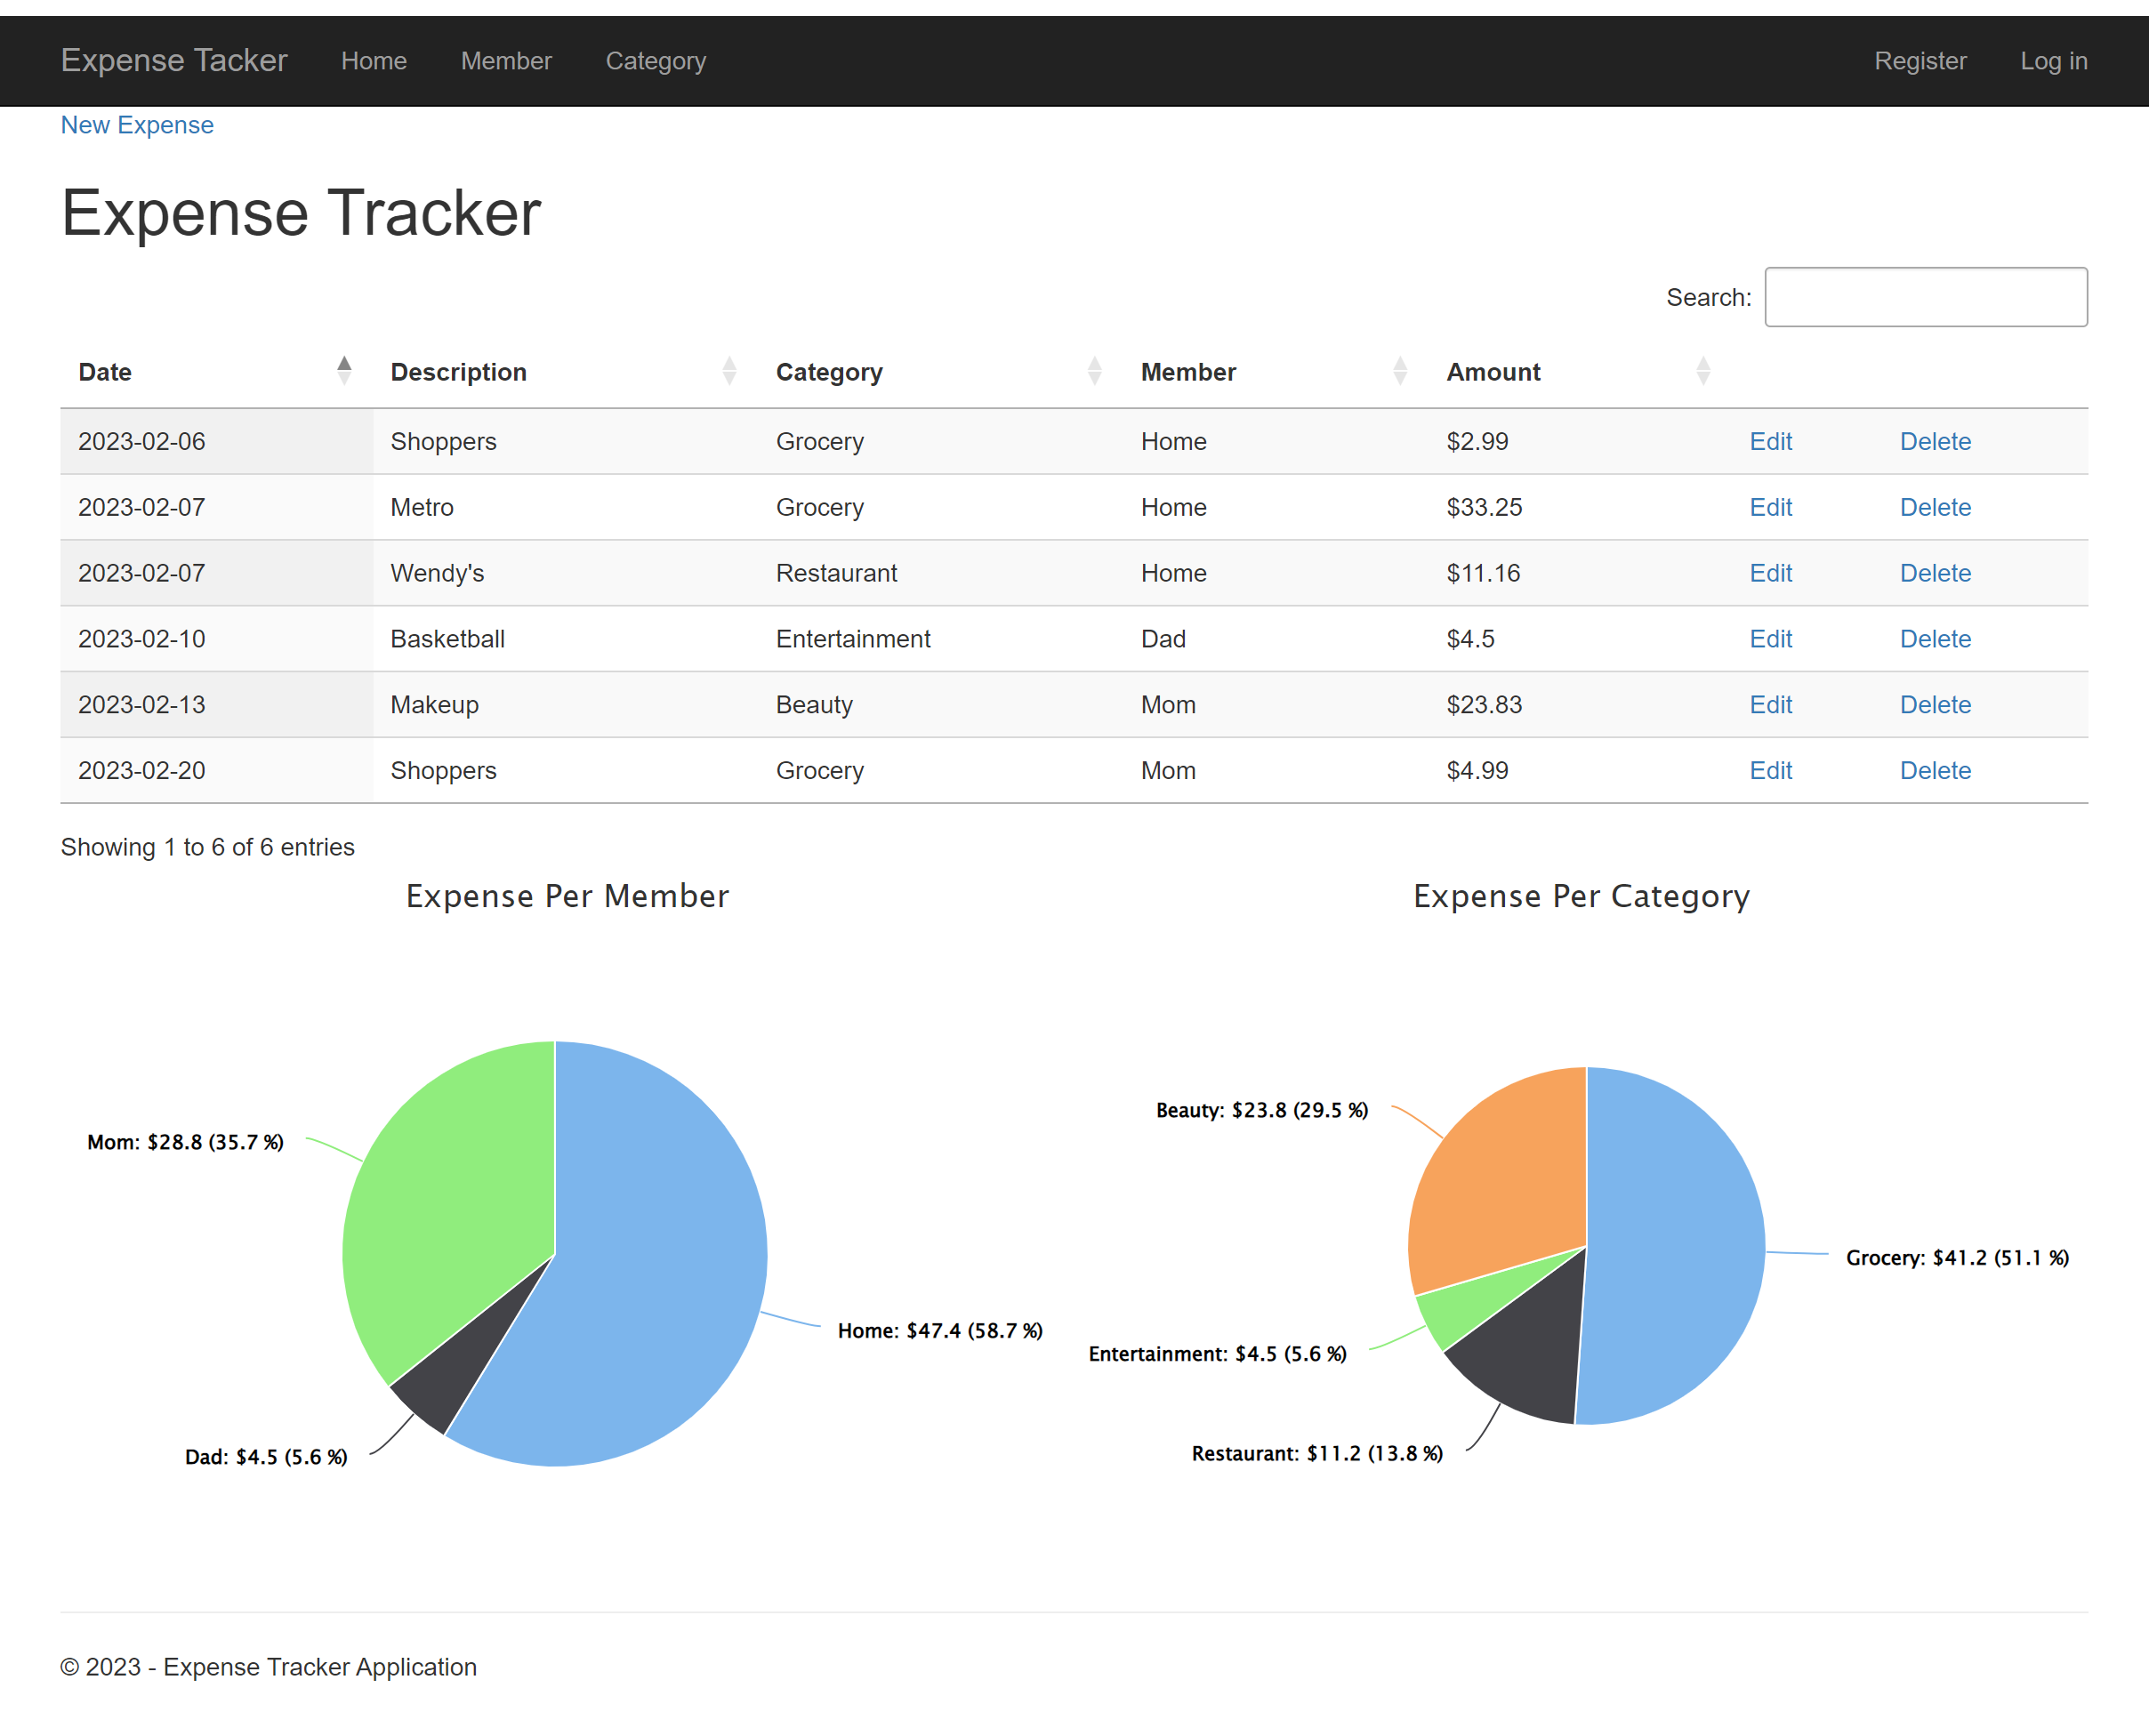 Expense Tacker Home Member Category Register Log in
New Expense
Expense Tracker
Search:
Date Description Category Member Amount
2023-02-06 Shoppers Grocery Home $2.99 Edit Delete
2023-02-07 Metro Grocery Home $33.25 Edit Delete
2023-02-07 Wendy's Restaurant Home $11.16 Edit Delete
2023-02-10 Basketball Entertainment Dad $4.5 Edit Delete
2023-02-13 Makeup Beauty Mom $23.83 Edit Delete
2023-02-20 Shoppers Grocery Mom $4.99 Edit Delete
Showing 1 to 6 of 6 entries
Expense Per Member
Mom: $28.8 (35.7 %)
Home: $47.4 (58.7 %)
Dad: $4.5 (5.6 %)
Expense Per Category
Beauty: $23.8 (29.5 %)
Grocery: $41.2 (51.1 %)
Entertainment: $4.5 (5.6 %)
Restaurant: $11.2 (13.8 %)
© 2023 - Expense Tracker Application